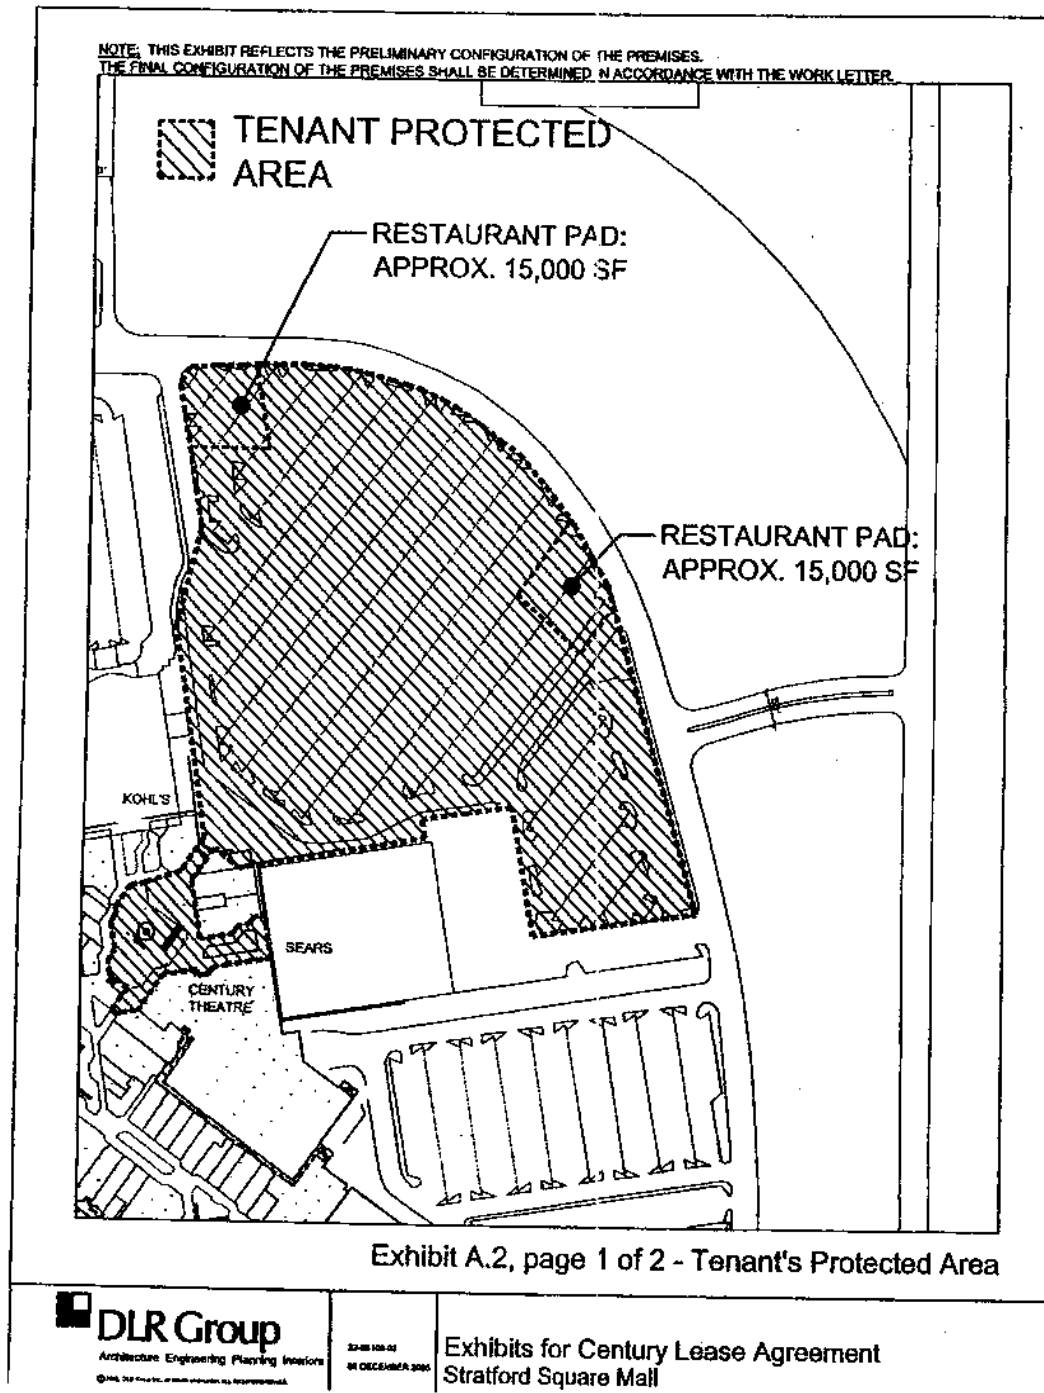 NOTE: THIS EXHIBIT REFLECTS THE PRELIMINARY CONFIGURATION OF THE PREMISES.
THE FINAL CONFIGURATION OF THE PREMISES SHALL BE DETERMINED IN ACCORDANCE WITH THE WORK LETTER.
TENANT PROTECTED
AREA
RESTAURANT PAD:
APPROX. 15,000 SF
RESTAURANT PAD:
APPROX. 15,000 SF
KOHL'S
SEARS
CENTURY
THEATRE
Exhibit A.2, page 1 of 2 - Tenant's Protected Area
DLR Group
Architecture Engineering Planning Interiors
DECEMBER
Exhibits for Century Lease Agreement
Stratford Square Mall